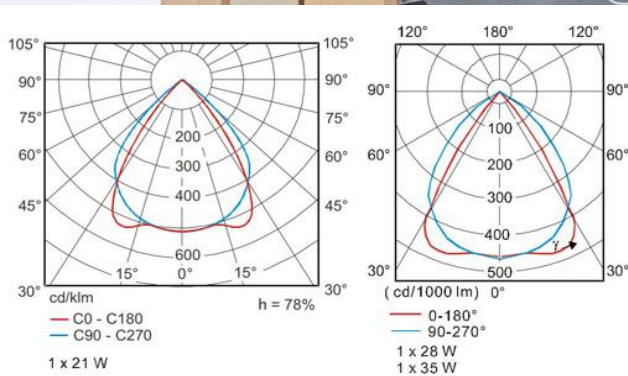 105° 105°
90° 90°
75° 75°
60° 60°
45° 45°
30° 30°
200
300
400
600
15° 0° 15°
cd/klm
h = 78%
C0 - C180
C90 - C270
1 x 21 W
120° 180° 120°
90° 90°
60° 60°
30° 30°
100
200
300
400
γ
500
( cd/1000 lm) 0°
0-180°
90-270°
1 x 28 W
1 x 35 W